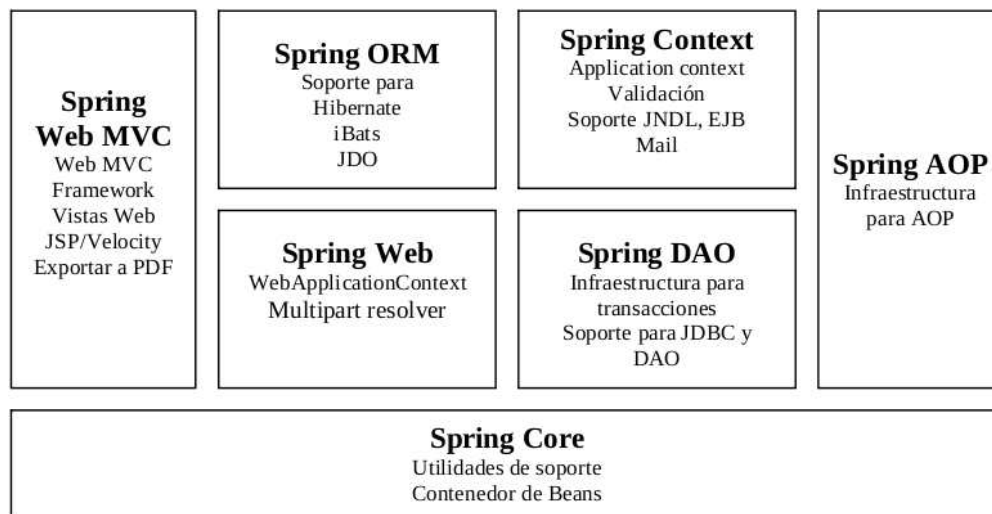 Spring
Web MVC
Web MVC
Framework
Vistas Web
JSP/Velocity
Exportar a PDF
Spring ORM
Soporte para
Hibernate
iBats
JDO
Spring Context
Application context
Validación
Soporte JNDL, EJB
Mail
Spring Web
WebApplicationContext
Multipart resolver
Spring DAO
Infraestructura para
transacciones
Soporte para JDBC y
DAO
Spring AOP
Infraestructura
para AOP
Spring Core
Utilidades de soporte
Contenedor de Beans